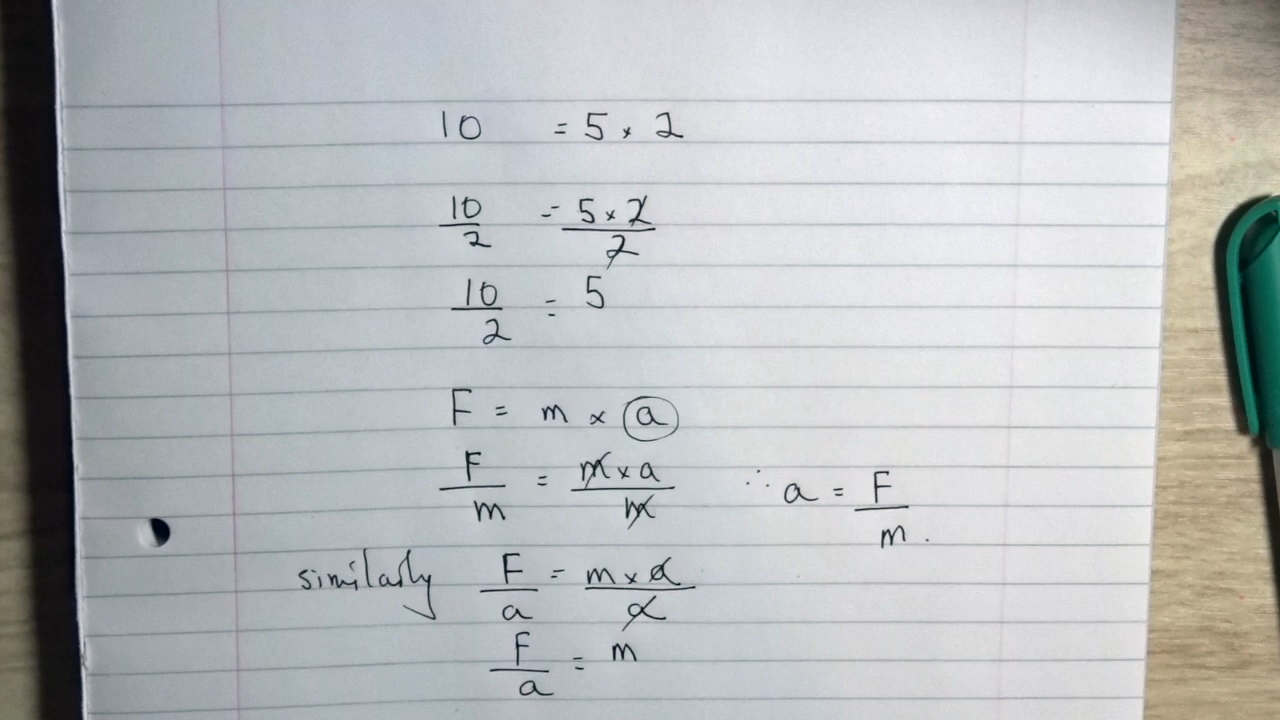 10 = 5 × 2
10/2 = 5 × 2/2
10/2 = 5
F = m × a
F/m = m × a/m ∴ a = F/m.
similarly F/a = m × a/a
F/a = m